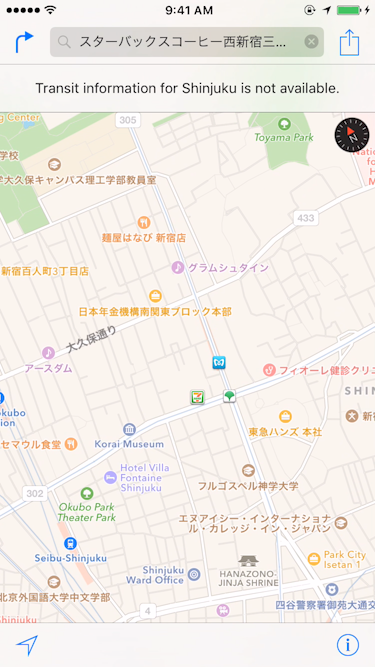 9:41 AM
スターバックスコーヒー西新宿三...
Transit information for Shinjuku is not available.
g Center
305
Toyama Park
N
学校
学大久保キャンパス理工学部教員室
Natio
for
H
Me
433
麺屋はなび 新宿店
グラムシュタイン
新宿百人町3丁目店
日本年金機構南関東ブロック本部
大久保通り
アースダム
フィオーレ健診クリニ
SHIN
okubo
ion
東急ハンズ 本社
新宿
セマウル食堂
Korai Museum
Hotel Villa
Fontaine
Shinjuku
フルゴスペル神学大学
302
Okubo Park
Theater Park
エヌアイシー・インターナショナ
ル・カレッジ・イン・ジャパン
Seibu-Shinjuku
Park City
Isetan 1
Shinjuku
Ward Office
HANAZONO-
JINJA SHRINE
北京外国語大学中文学部
四谷警察署御苑大通交
4
hinjuku